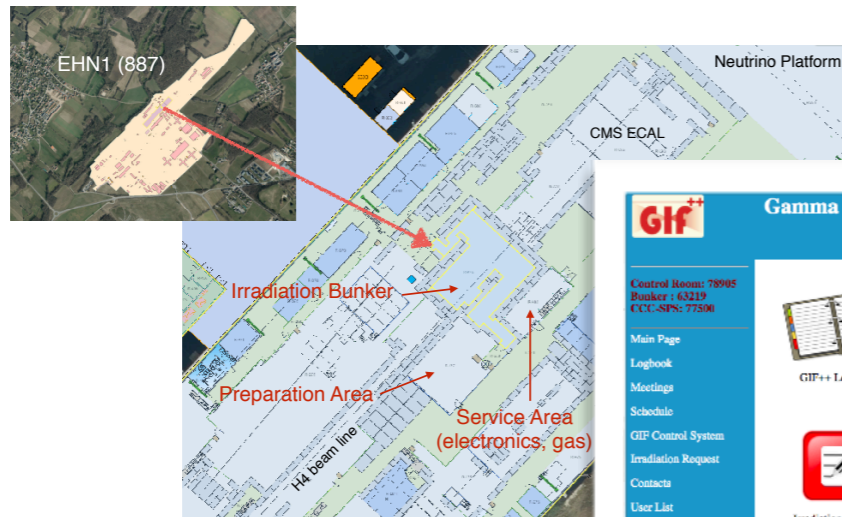 EHN1 (887)
Neutrino Platform
CMS ECAL
Irradiation Bunker
Preparation Area
Service Area
(electronics, gas)
H4 beam line
GIF++
Gamma
Control Room: 78905
Bunker : 63219
CCC-SPS: 77500
Main Page
Logbook
Meetings
Schedule
GIF Control System
Irradiation Request
Contacts
User List
GIF++ L